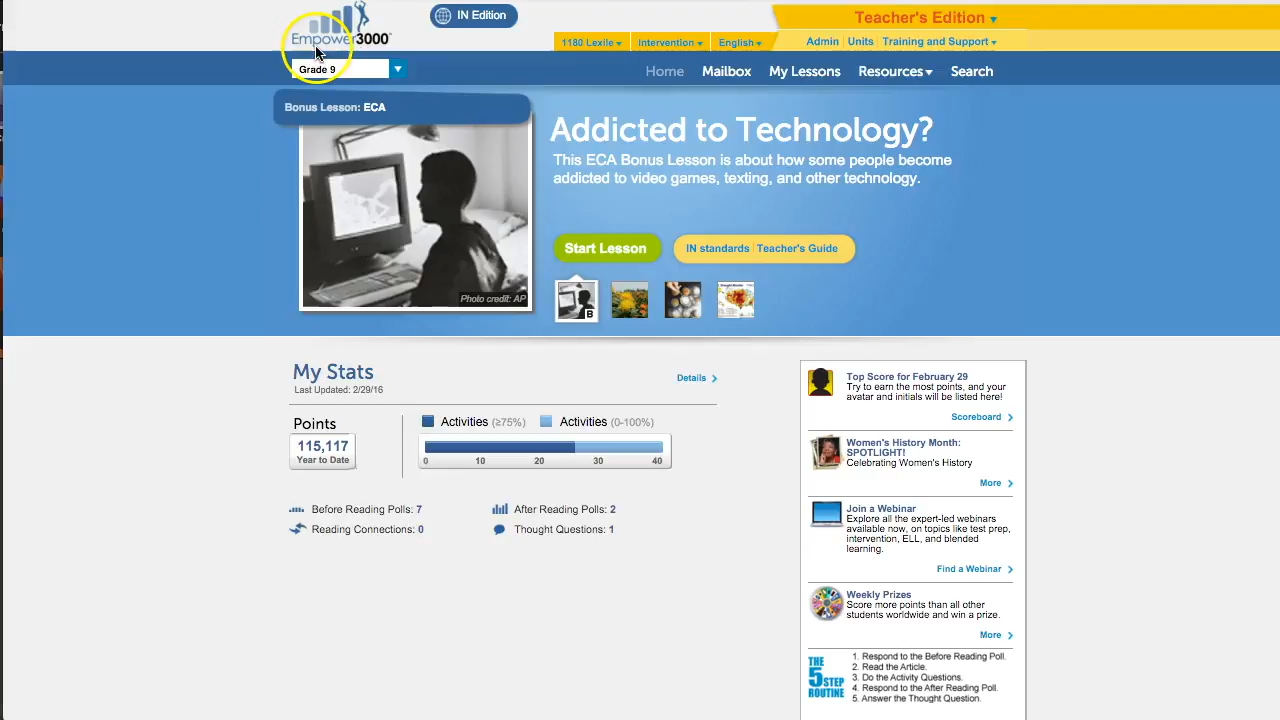 Empower3000
IN Edition
Teacher's Edition
1180 Lexile
Intervention
English
Admin
Units
Training and Support
Grade 9
Home
Mailbox
My Lessons
Resources
Search
Bonus Lesson: ECA
Photo credit: AP
Addicted to Technology?
This ECA Bonus Lesson is about how some people become
addicted to video games, texting, and other technology.
Start Lesson
IN standards
Teacher's Guide
B
My Stats
Last Updated: 2/29/16
Details
Points
115,117
Year to Date
Activities (≥75%)
Activities (0-100%)
0 10 20 30 40
Before Reading Polls: 7
After Reading Polls: 2
Reading Connections: 0
Thought Questions: 1
Top Score for February 29
Try to earn the most points, and your
avatar and initials will be listed here!
Scoreboard
Women's History Month:
SPOTLIGHT!
Celebrating Women's History
More
Join a Webinar
Explore all the expert-led webinars
available now, on topics like test prep,
intervention, ELL, and blended
learning.
Find a Webinar
Weekly Prizes
Score more points than all other
students worldwide and win a prize.
More
THE
5 STEP
ROUTINE
1. Respond to the Before Reading Poll.
2. Read the Article.
3. Do the Activity Questions.
4. Respond to the After Reading Poll.
5. Answer the Thought Question.